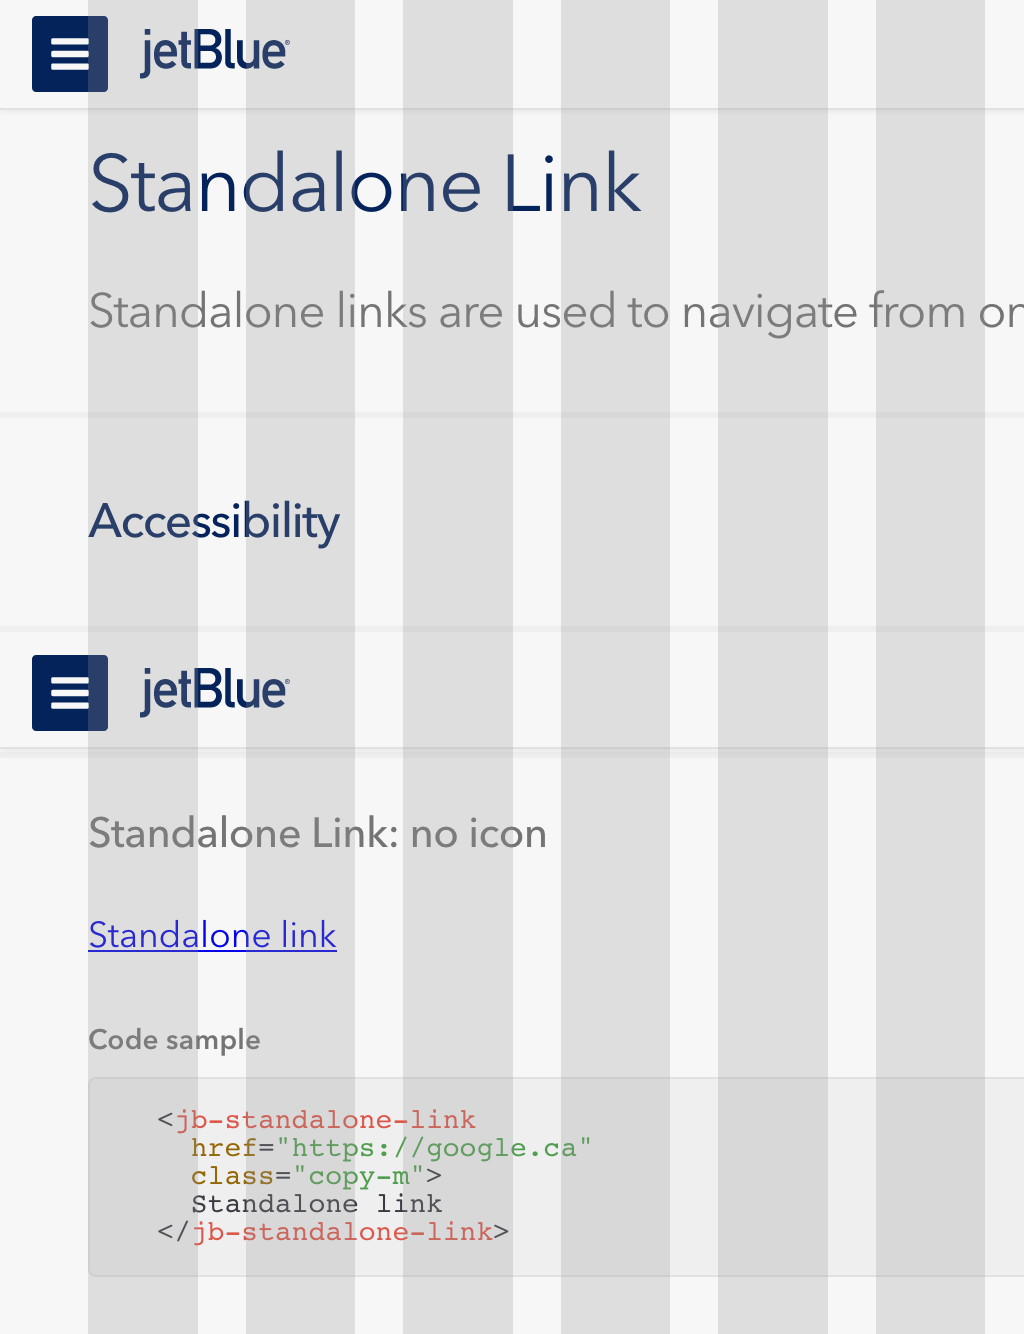 jetBlue®
Standalone Link
Standalone links are used to navigate from on
Accessibility
jetBlue®
Standalone Link: no icon
Standalone link
Code sample
<jb-standalone-link
  href="https://google.ca"
  class="copy-m">
  Standalone link
</jb-standalone-link>